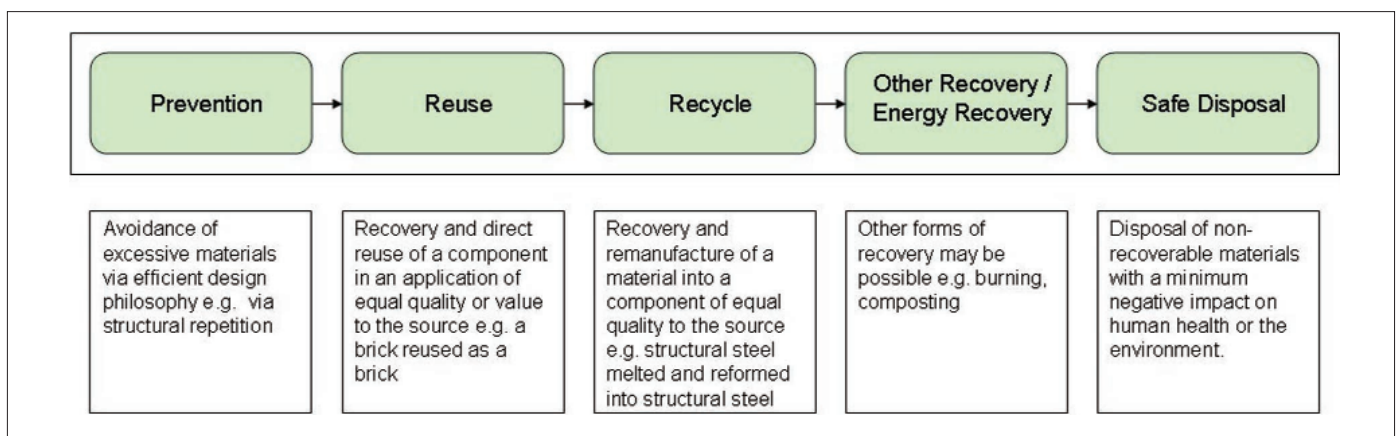 Prevention
Reuse
Recycle
Other Recovery /
Energy Recovery
Safe Disposal
Avoidance of
excessive materials
via efficient design
philosophy e.g. via
structural repetition
Recovery and direct
reuse of a component
in an application of
equal quality or value
to the source e.g. a
brick reused as a
brick
Recovery and
remanufacture of a
material into a
component of equal
quality to the source
e.g. structural steel
melted and reformed
into structural steel
Other forms of
recovery may be
possible e.g. burning,
composting
Disposal of non-
recoverable materials
with a minimum
negative impact on
human health or the
environment.